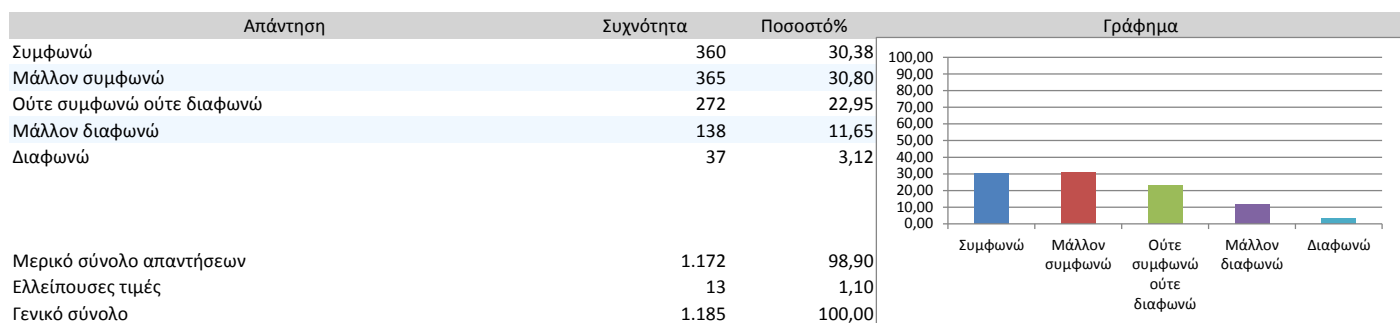 Απάντηση Συχνότητα Ποσοστό% Γράφημα
Συμφωνώ 360 30,38
Μάλλον συμφωνώ 365 30,80
Ούτε συμφωνώ ούτε διαφωνώ 272 22,95
Μάλλον διαφωνώ 138 11,65
Διαφωνώ 37 3,12
Μερικό σύνολο απαντήσεων 1.172 98,90
Ελλείπουσες τιμές 13 1,10
Γενικό σύνολο 1.185 100,00
100,00
90,00
80,00
70,00
60,00
50,00
40,00
30,00
20,00
10,00
0,00
Συμφωνώ
Μάλλον
συμφωνώ
Ούτε
συμφωνώ
ούτε
διαφωνώ
Μάλλον
διαφωνώ
Διαφωνώ